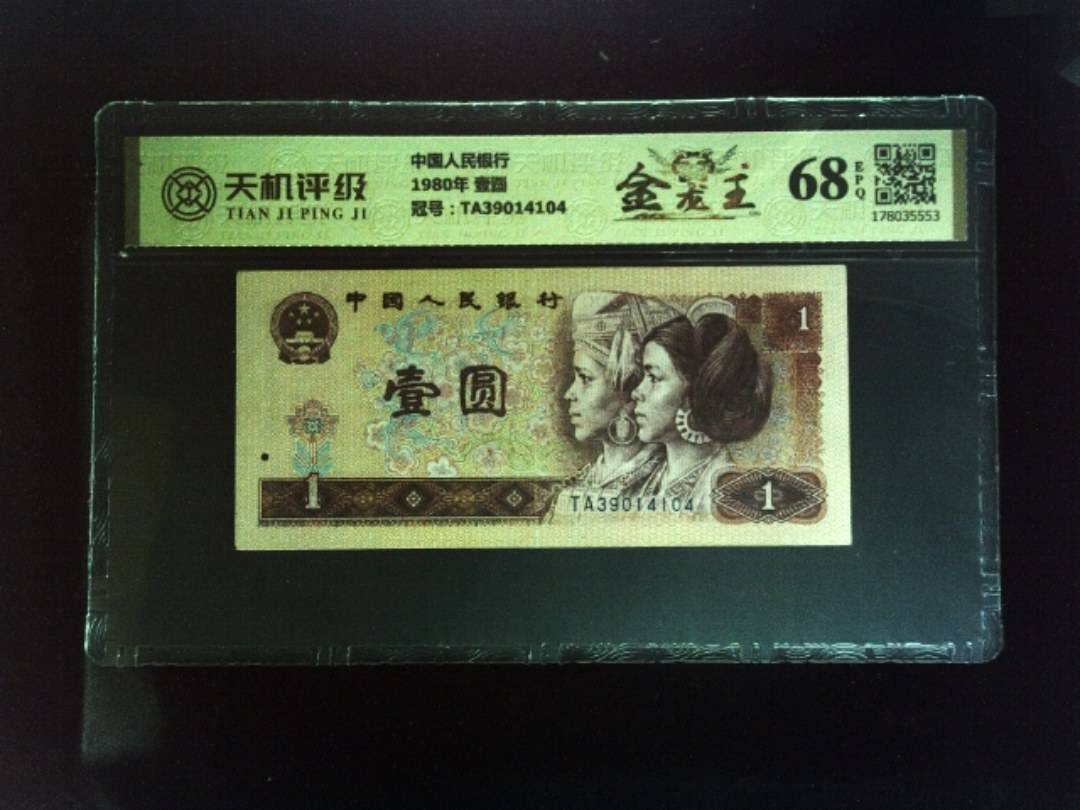 天机评级
TIAN JI PING JI
中国人民银行
1980年 壹圆
冠号：TA39014104
金龙王
68
EPQ
178035553
中国人民银行
1
壹圆
1
TA39014104
1